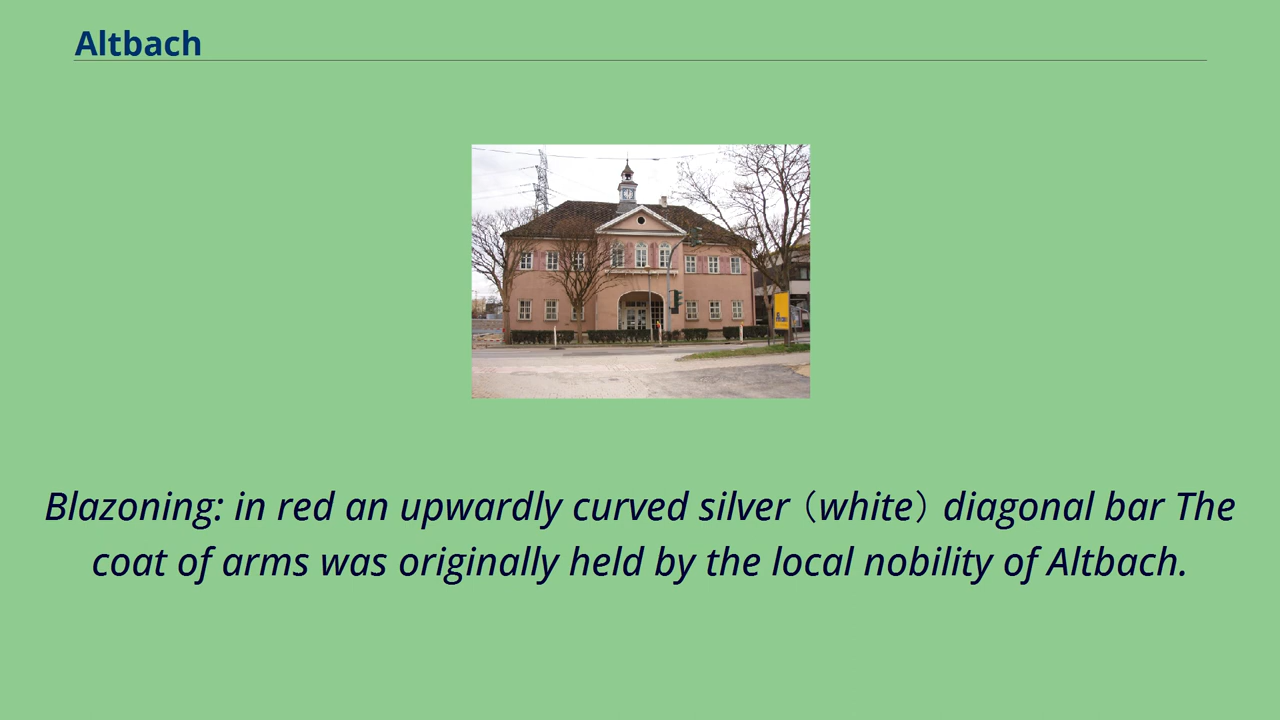 Altbach
Blazoning: in red an upwardly curved silver（white）diagonal bar The
coat of arms was originally held by the local nobility of Altbach.